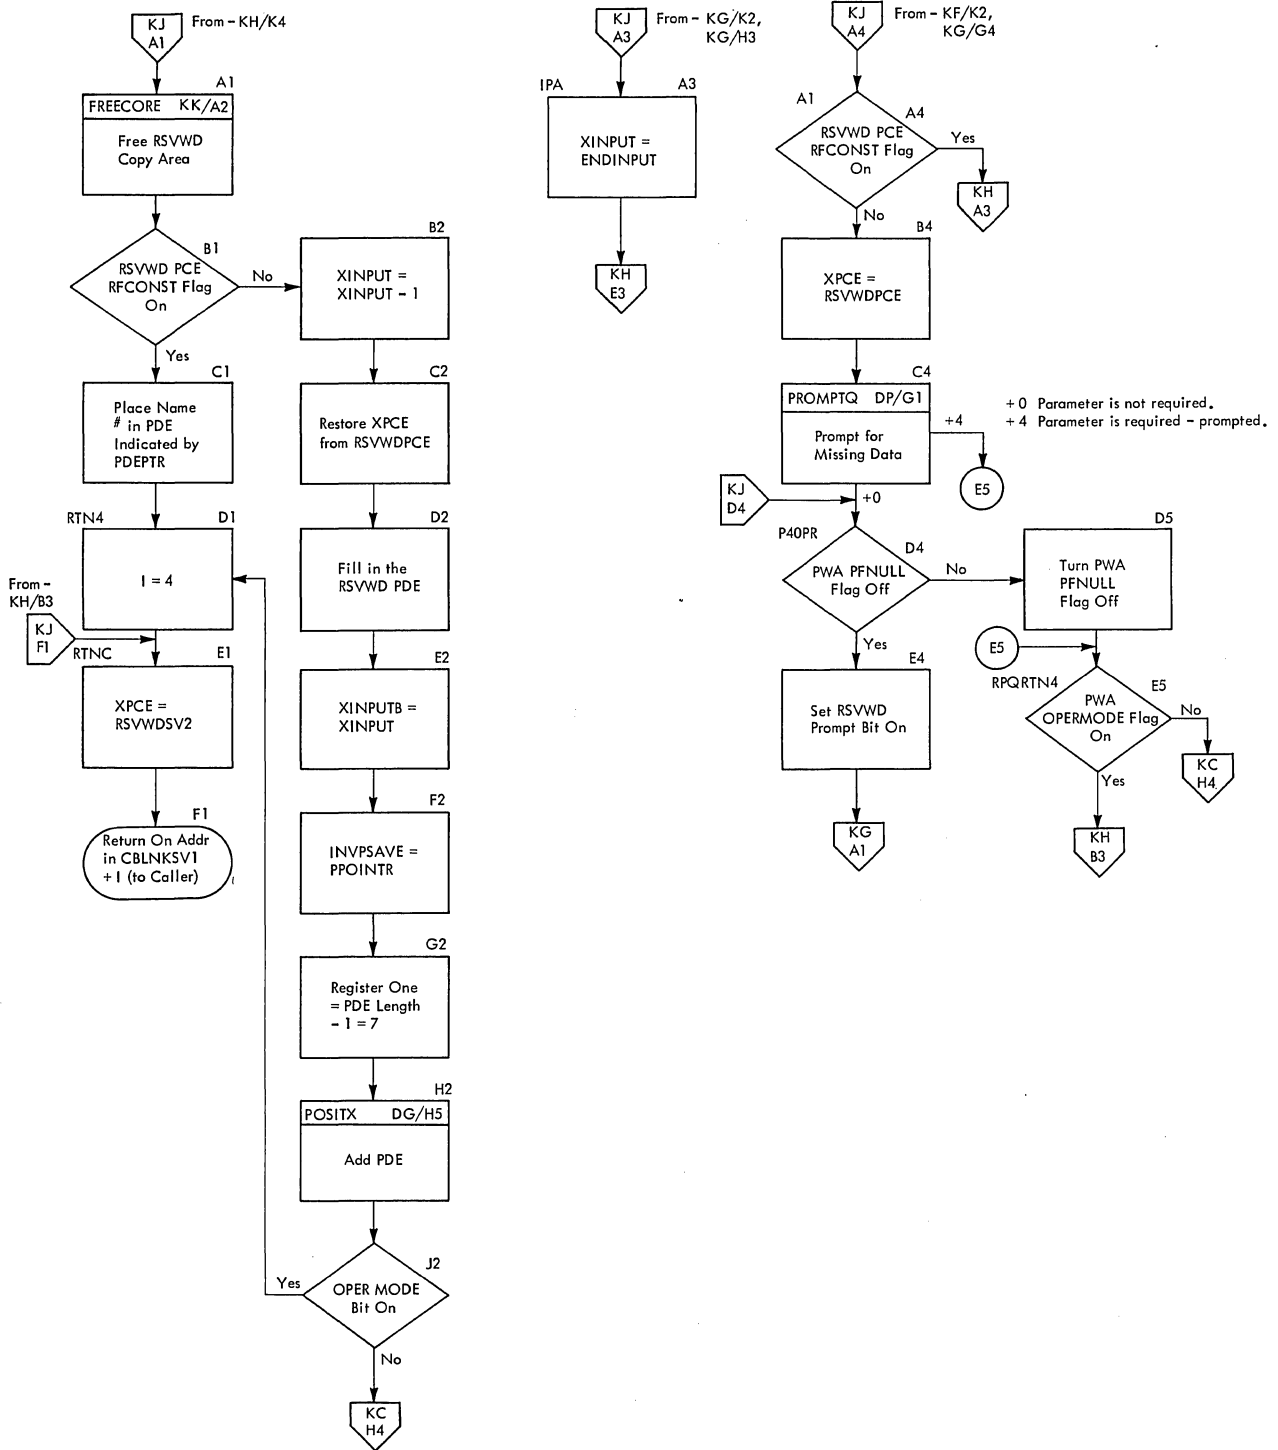 KJ
A1
From - KH/K4
A1
FREECORE KK/A2
Free RSVWD
Copy Area
B1
RSVWD PCE
RFCONST Flag
On
No
Yes
C1
Place Name
# in PDE
Indicated by
PDEPTR
RTN4
D1
I = 4
From -
KH/B3
KJ
F1
RTNC
E1
XPCE =
RSVWDSV2
F1
Return On Addr
in CBLNKSV1
+ I (to Caller)
B2
XINPUT =
XINPUT - 1
C2
Restore XPCE
from RSVWDPCE
D2
Fill in the
RSVWD PDE
E2
XINPUTB =
XINPUT
F2
INVPSAVE =
PPOINTR
G2
Register One
= PDE Length
- 1 = 7
H2
POSITX DG/H5
Add PDE
J2
OPER MODE
Bit On
Yes
No
KC
H4
KJ
A3
From - KG/K2,
KG/H3
IPA
A3
XINPUT =
ENDINPUT
KH
E3
KJ
A4
From - KF/K2,
KG/G4
A1
A4
RSVWD PCE
RFCONST Flag
On
Yes
KH
A3
No
B4
XPCE =
RSVWDPCE
C4
PROMPTQ DP/G1
Prompt for
Missing Data
+4
E5
+ 0 Parameter is not required.
+ 4 Parameter is required - prompted.
KJ
D4
+0
P40PR
D4
PWA PFNULL
Flag Off
No
Yes
D5
Turn PWA
PFNULL
Flag Off
E5
RPQRTN4
E5
PWA
OPERMODE Flag
On
No
KC
H4
Yes
KH
B3
E4
Set RSVWD
Prompt Bit On
KG
A1